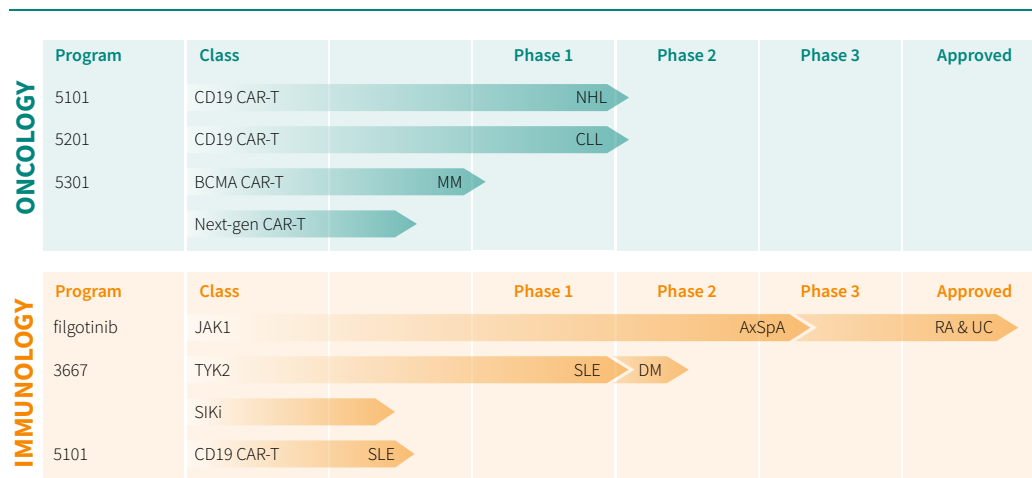 ONCOLOGY
Program Class Phase 1 Phase 2 Phase 3 Approved
5101 CD19 CAR-T NHL
5201 CD19 CAR-T CLL
5301 BCMA CAR-T MM
Next-gen CAR-T
IMMUNOLOGY
Program Class Phase 1 Phase 2 Phase 3 Approved
filgotinib JAK1 AxSpA RA & UC
3667 TYK2 SLE DM
SIKi
5101 CD19 CAR-T SLE